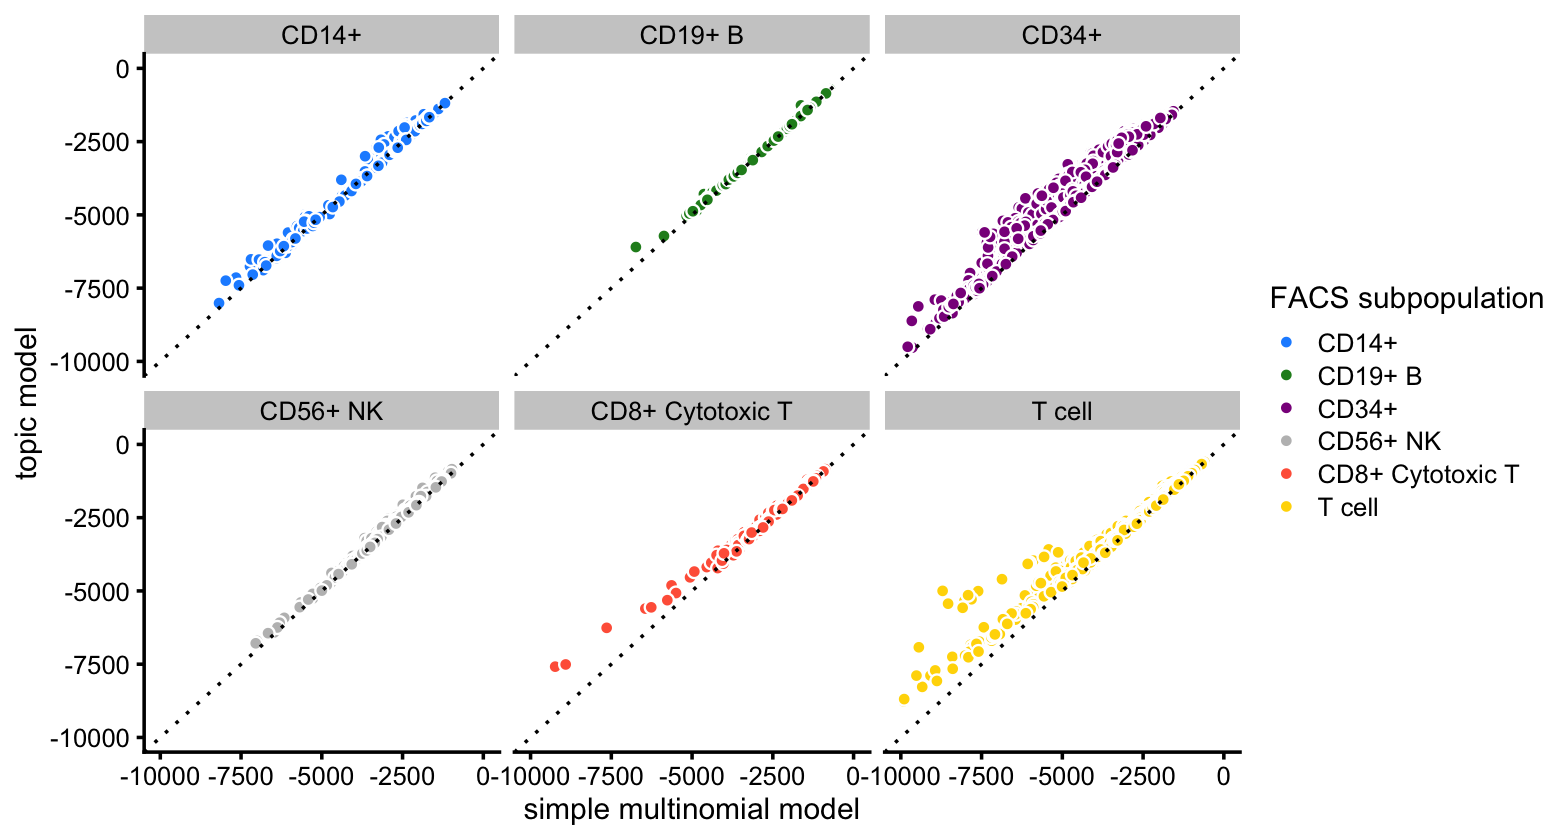 CD14+ CD19+ B CD34+
0
-2500
-5000
-7500
-10000
topic model
CD56+ NK CD8+ Cytotoxic T T cell
0
-2500
-5000
-7500
-10000
-10000 -7500 -5000 -2500 0 -10000 -7500 -5000 -2500 0 -10000 -7500 -5000 -2500 0
simple multinomial model
FACS subpopulation
CD14+
CD19+ B
CD34+
CD56+ NK
CD8+ Cytotoxic T
T cell